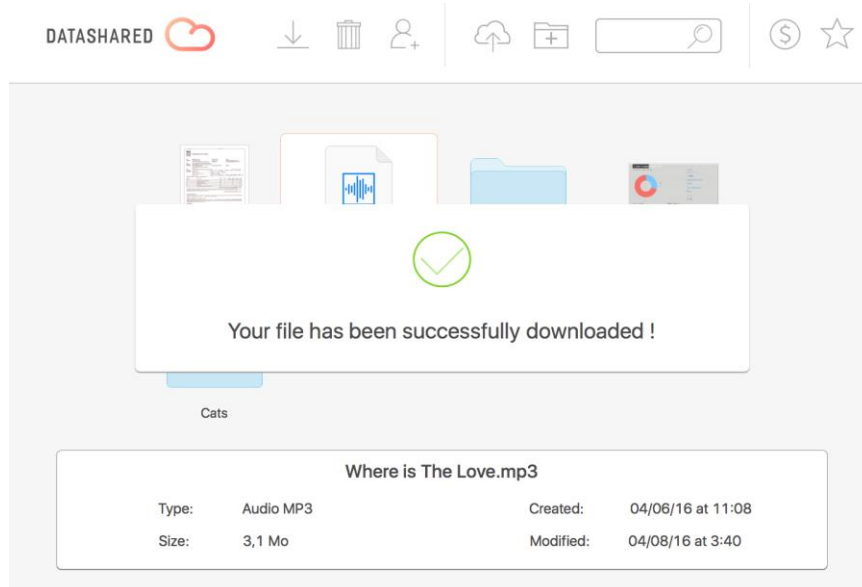 DATASHARED
Your file has been successfully downloaded !
Cats
Where is The Love.mp3
Type: Audio MP3 Created: 04/06/16 at 11:08
Size: 3,1 Mo Modified: 04/08/16 at 3:40